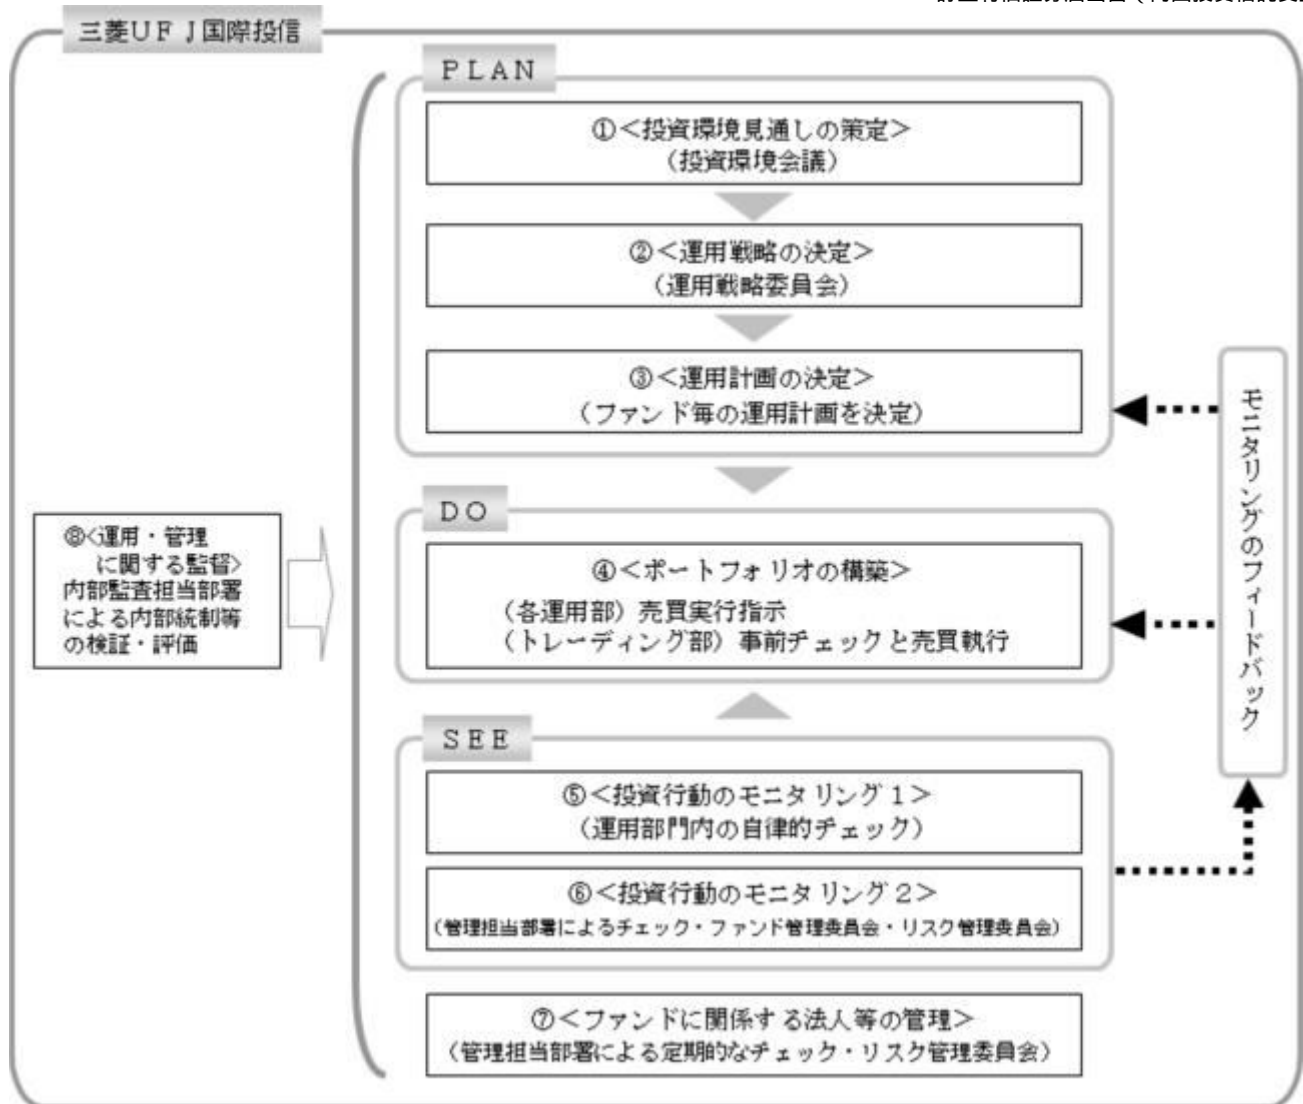 三菱UFJ国際投信
PLAN
①<投資環境見通しの策定>
(投資環境会議)
②<運用戦略の決定>
(運用戦略委員会)
③<運用計画の決定>
(ファンド毎の運用計画を決定)
DO
④<ポートフォリオの構築>
(各運用部)売買実行指示
(トレーディング部)事前チェックと売買執行
SEE
⑤<投資行動のモニタリング1>
(運用部門内の自律的チェック)
⑥<投資行動のモニタリング2>
(管理担当部署によるチェック・ファンド管理委員会・リスク管理委員会)
⑦<ファンドに関係する法人等の管理>
(管理担当部署による定期的なチェック・リスク管理委員会)
⑧<運用・管理
に関する監督>
内部監査担当部署
による内部統制等
の検証・評価
モニタリングのフィードバック